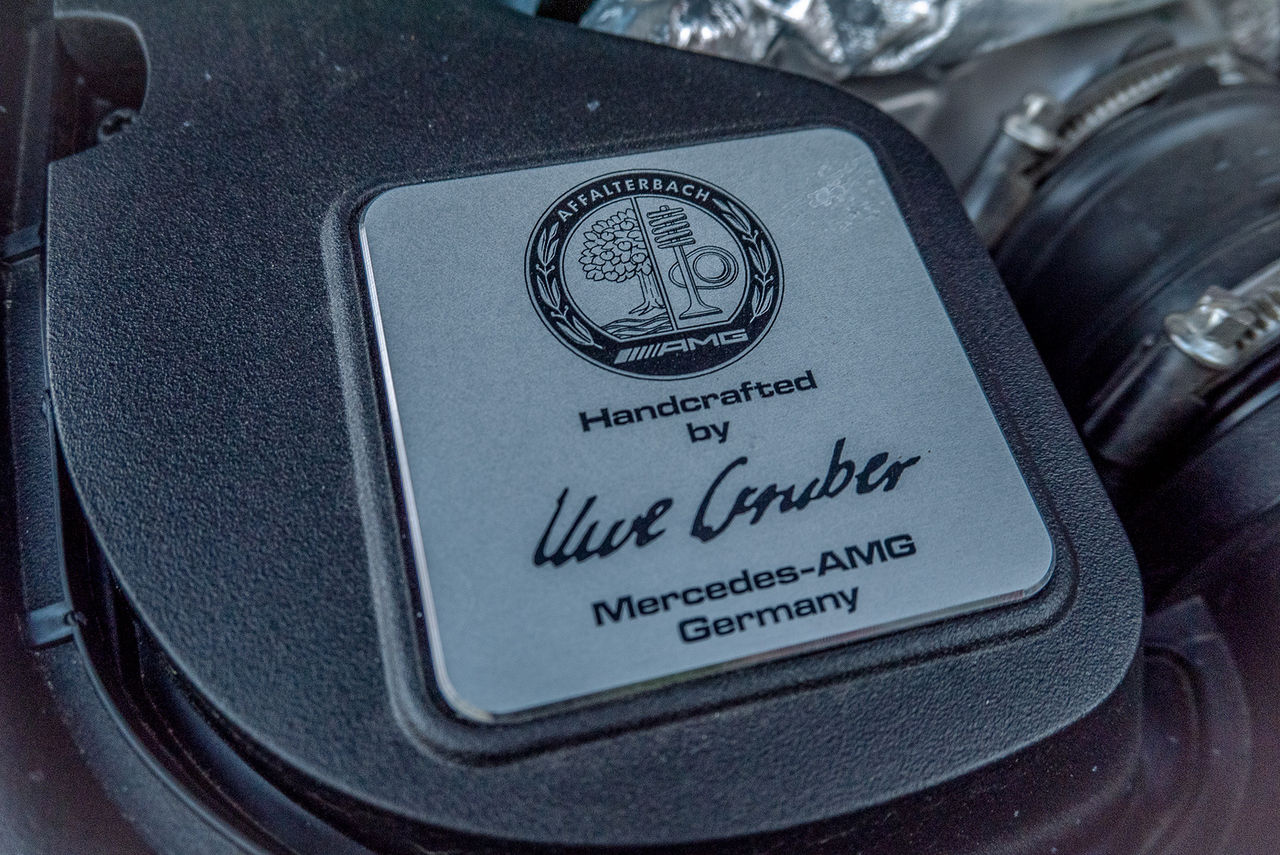 AFFALTERBACH
AMG
Handcrafted
by
Uwe Gruber
Mercedes-AMG
Germany